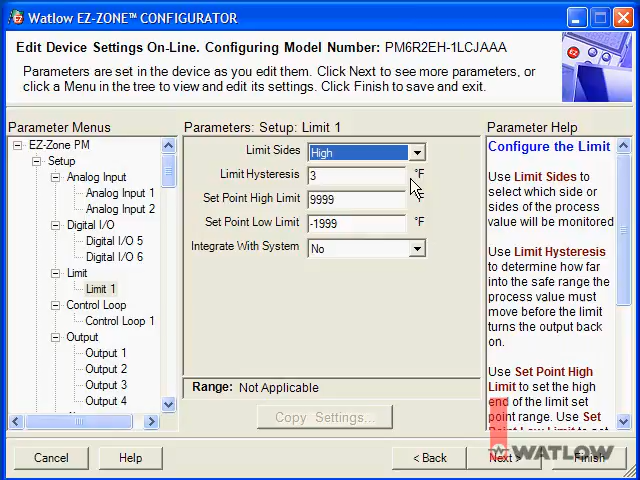 Watlow EZ-ZONE™ CONFIGURATOR
Edit Device Settings On-Line. Configuring Model Number: PM6R2EH-1LCJAAA
Parameters are set in the device as you edit them. Click Next to see more parameters, or
click a Menu in the tree to view and edit its settings. Click Finish to save and exit.
Parameter Menus
EZ-Zone PM
Setup
Analog Input
Analog Input 1
Analog Input 2
Digital I/O
Digital I/O 5
Digital I/O 6
Limit
Limit 1
Control Loop
Control Loop 1
Output
Output 1
Output 2
Output 3
Output 4
Parameters: Setup: Limit 1
Limit Sides High
Limit Hysteresis 3 °F
Set Point High Limit 9999 °F
Set Point Low Limit -1999 °F
Integrate With System No
Range: Not Applicable
Copy Settings...
Parameter Help
Configure the Limit
Use Limit Sides to
select which side or
sides of the process
value will be monitored
Use Limit Hysteresis
to determine how far
into the safe range the
process value must
move before the limit
turns the output back
on.
Use Set Point High
Limit to set the high
end of the limit set
point range. Use Set
Point Low Limit to set
Cancel
Help
< Back
Next >
Finish
WATLOW